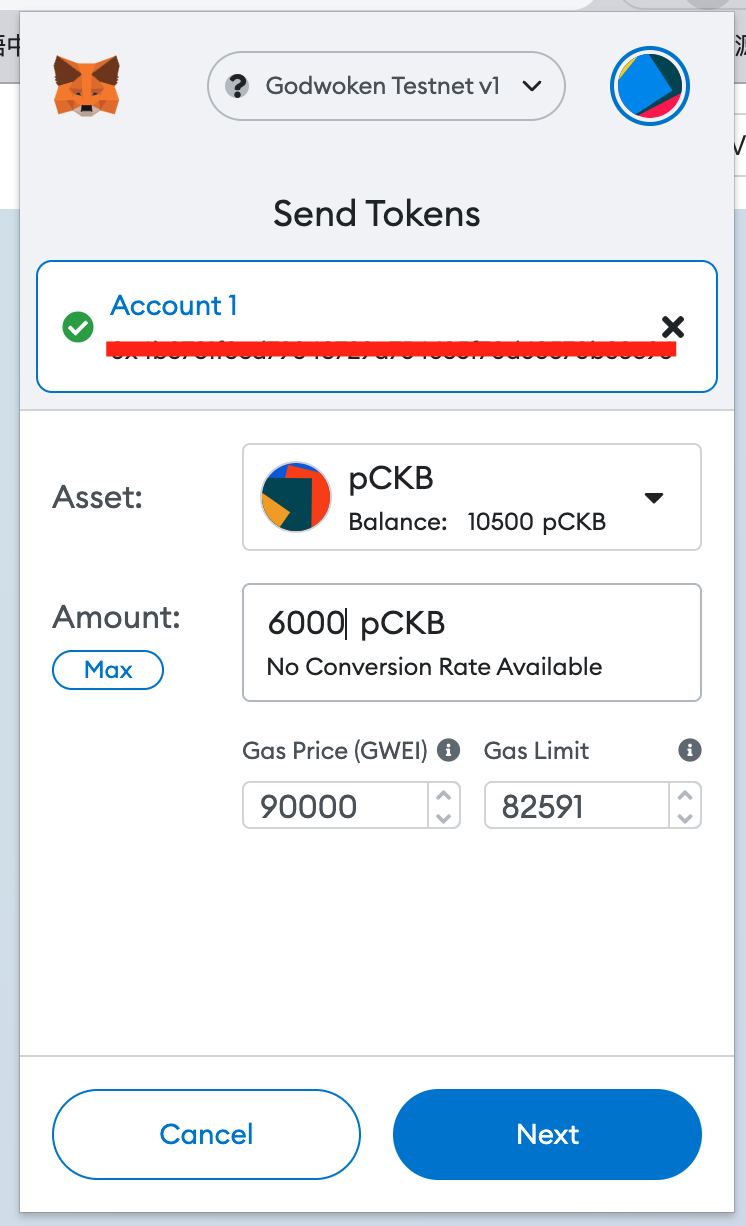 Godwoken Testnet v1
Send Tokens
Account 1
Asset:
pCKB
Balance: 10500 pCKB
Amount:
6000 pCKB
Max
No Conversion Rate Available
Gas Price (GWEI)
Gas Limit
90000
82591
Cancel
Next